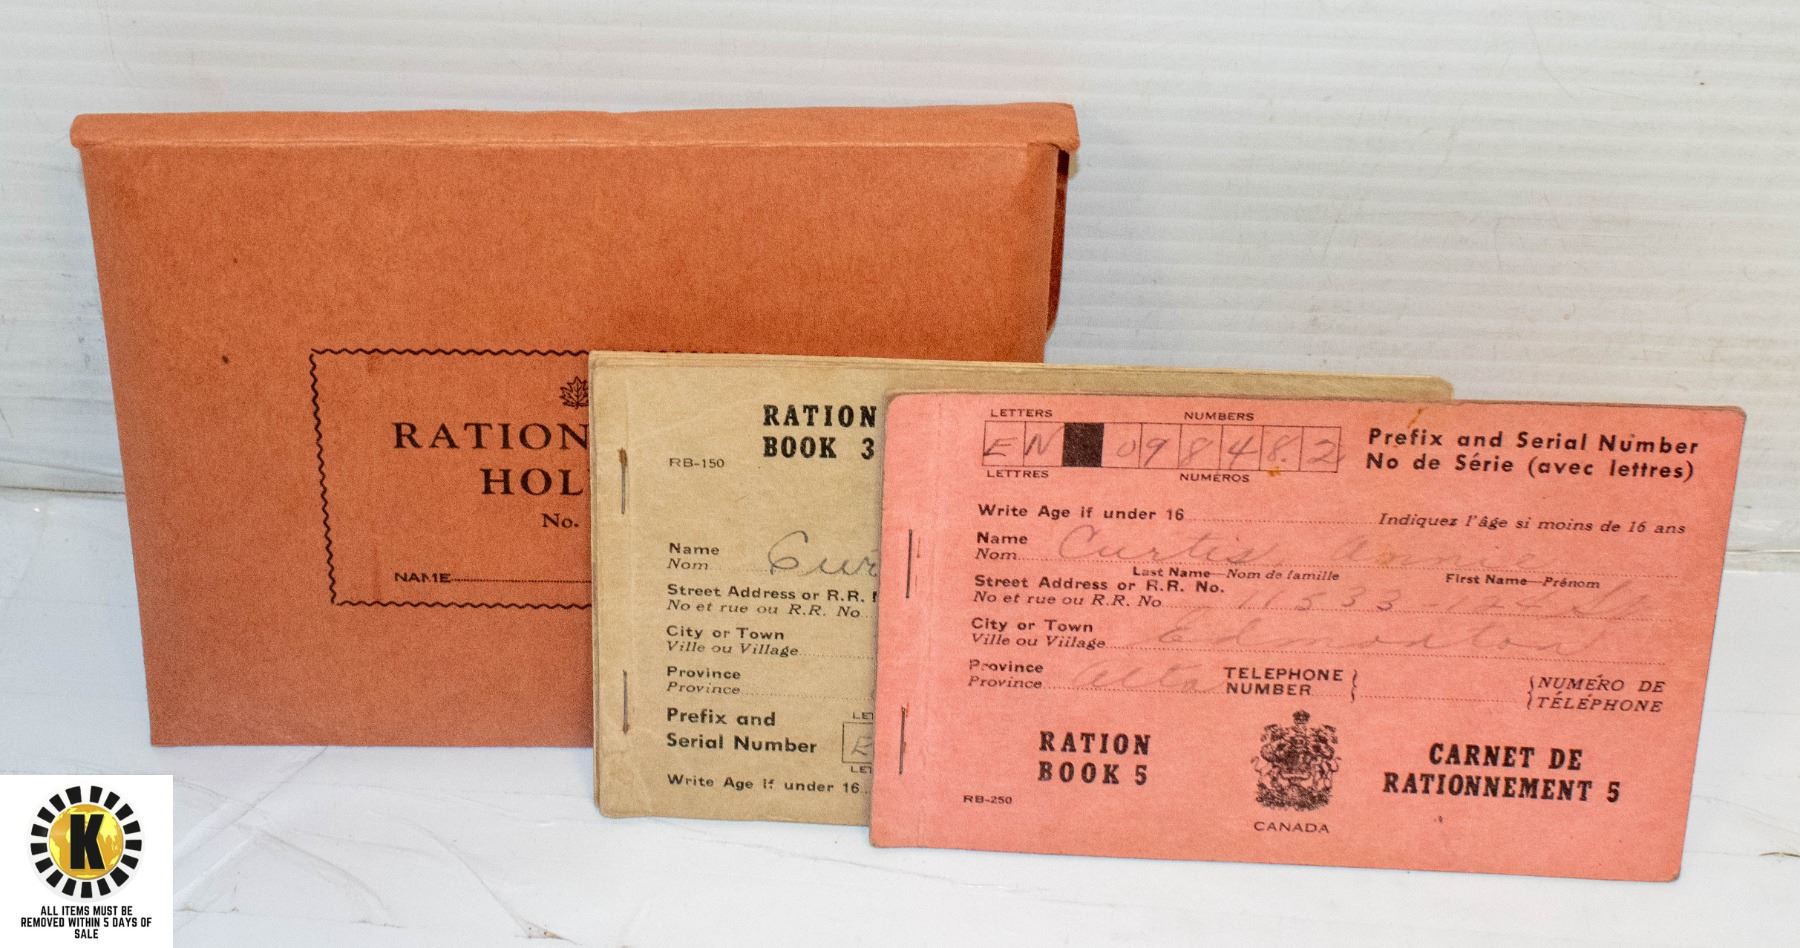 RATION
HOL
No.
NAME
RATION
BOOK 3
RB-150
Name
Nom
Street Address or R.R.
No et rue ou R.R. No
City or Town
Ville ou Village
Province
Province
Prefix and
Serial Number
Write Age if under 16
LETTERS NUMBERS
EN 098482
LETTRES NUMÉROS
Prefix and Serial Number
No de Série (avec lettres)
Write Age if under 16 Indiquez l'âge si moins de 16 ans
Name
Nom Curtis, Annie
Last Name—Nom de famille First Name—Prénom
Street Address or R.R. No.
No et rue ou R.R. No 11533
City or Town
Ville ou Village Edmonton
Province
Province Alta
TELEPHONE
NUMBER
NUMÉRO DE
TÉLÉPHONE
RATION
BOOK 5
CARNET DE
RATIONNEMENT 5
RB-250
CANADA
K
ALL ITEMS MUST BE
REMOVED WITHIN 5 DAYS OF
SALE